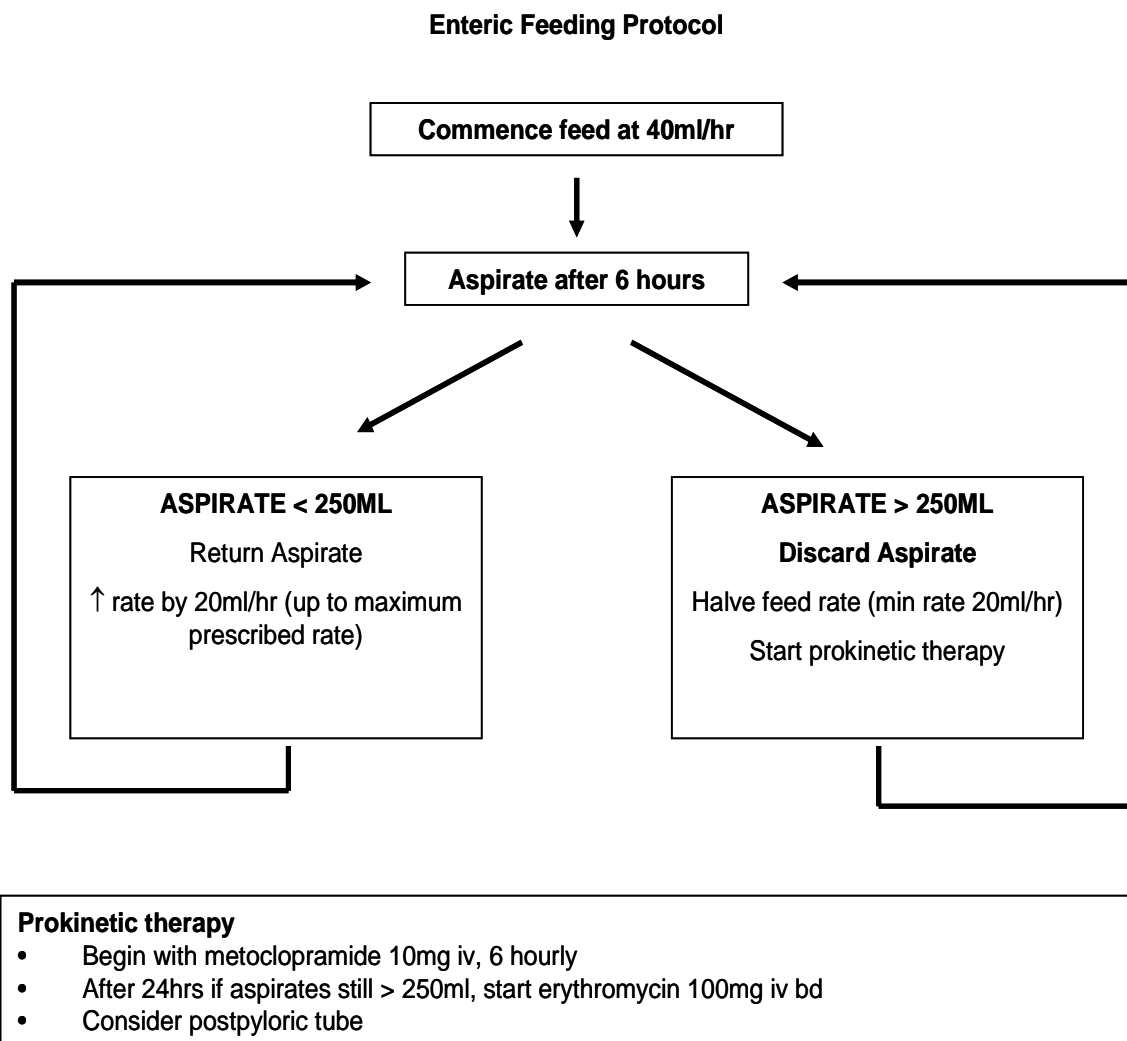 Enteric Feeding Protocol
Commence feed at 40ml/hr
Aspirate after 6 hours
ASPIRATE < 250ML
Return Aspirate
↑ rate by 20ml/hr (up to maximum
prescribed rate)
ASPIRATE > 250ML
Discard Aspirate
Halve feed rate (min rate 20ml/hr)
Start prokinetic therapy
Prokinetic therapy
• Begin with metoclopramide 10mg iv, 6 hourly
• After 24hrs if aspirates still > 250ml, start erythromycin 100mg iv bd
• Consider postpyloric tube